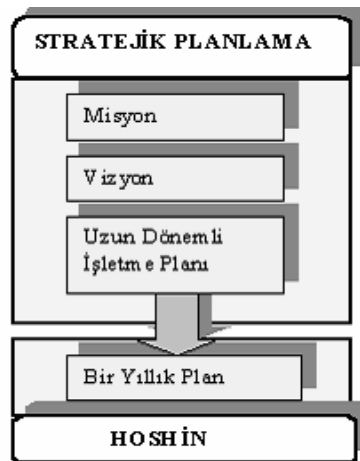 STRATEJİK PLANLAMA
Misyon
Vizyon
Uzun Dönemli
İşletme Planı
Bir Yıllık Plan
HOSHİN